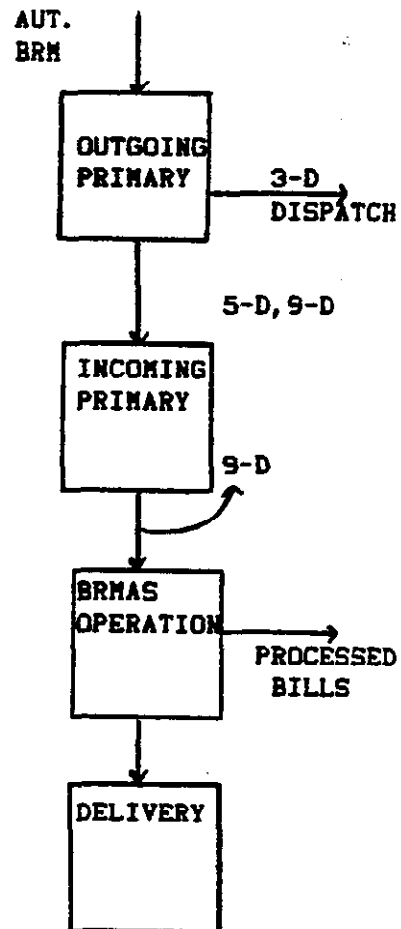 AUT.
BRM
OUTGOING
PRIMARY
3-D
DISPATCH
5-D, 9-D
INCOMING
PRIMARY
9-D
BRMAS
OPERATION
PROCESSED
BILLS
DELIVERY